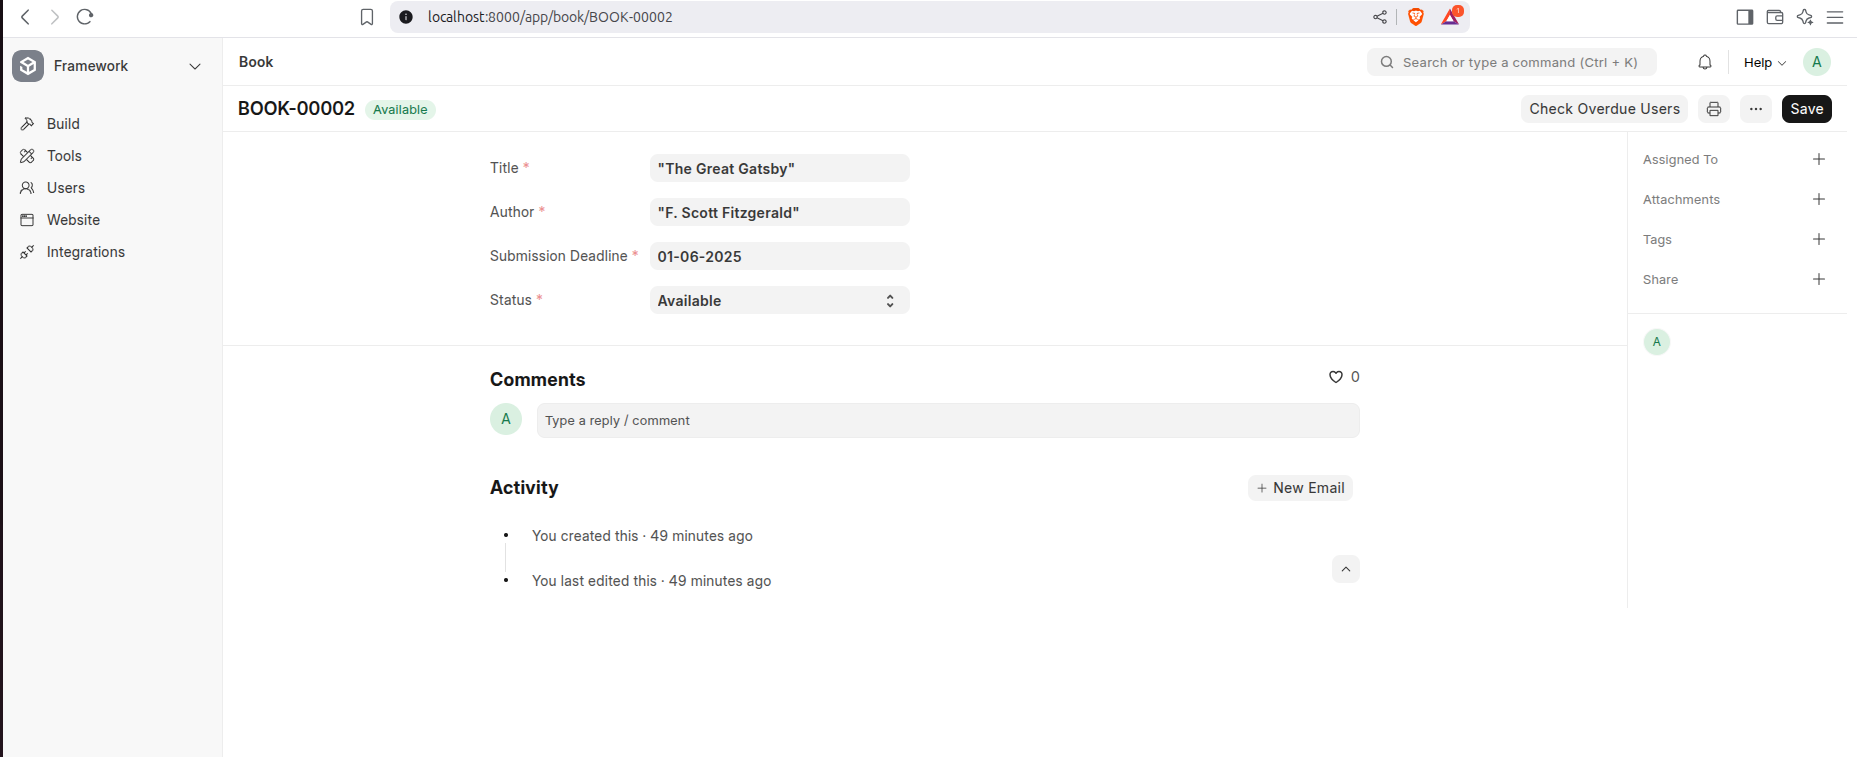 localhost:8000/app/book/BOOK-00002
1
Framework
Book
Search or type a command (Ctrl + K)
Help
A
BOOK-00002
Available
Check Overdue Users
Save
Build
Tools
Users
Website
Integrations
Title *
"The Great Gatsby"
Author *
"F. Scott Fitzgerald"
Submission Deadline *
01-06-2025
Status *
Available
Assigned To
Attachments
Tags
Share
A
Comments
0
A
Type a reply / comment
Activity
New Email
You created this · 49 minutes ago
You last edited this · 49 minutes ago